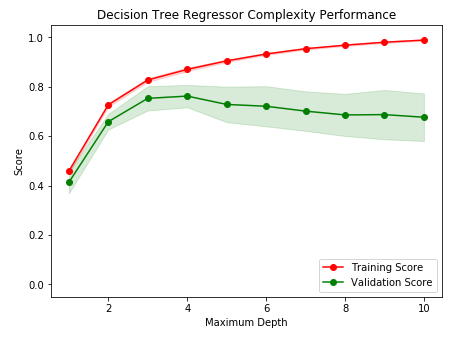 Decision Tree Regressor Complexity Performance
1.0
0.8
0.6
0.4
0.2
0.0
Score
2 4 6 8 10
Maximum Depth
Training Score
Validation Score